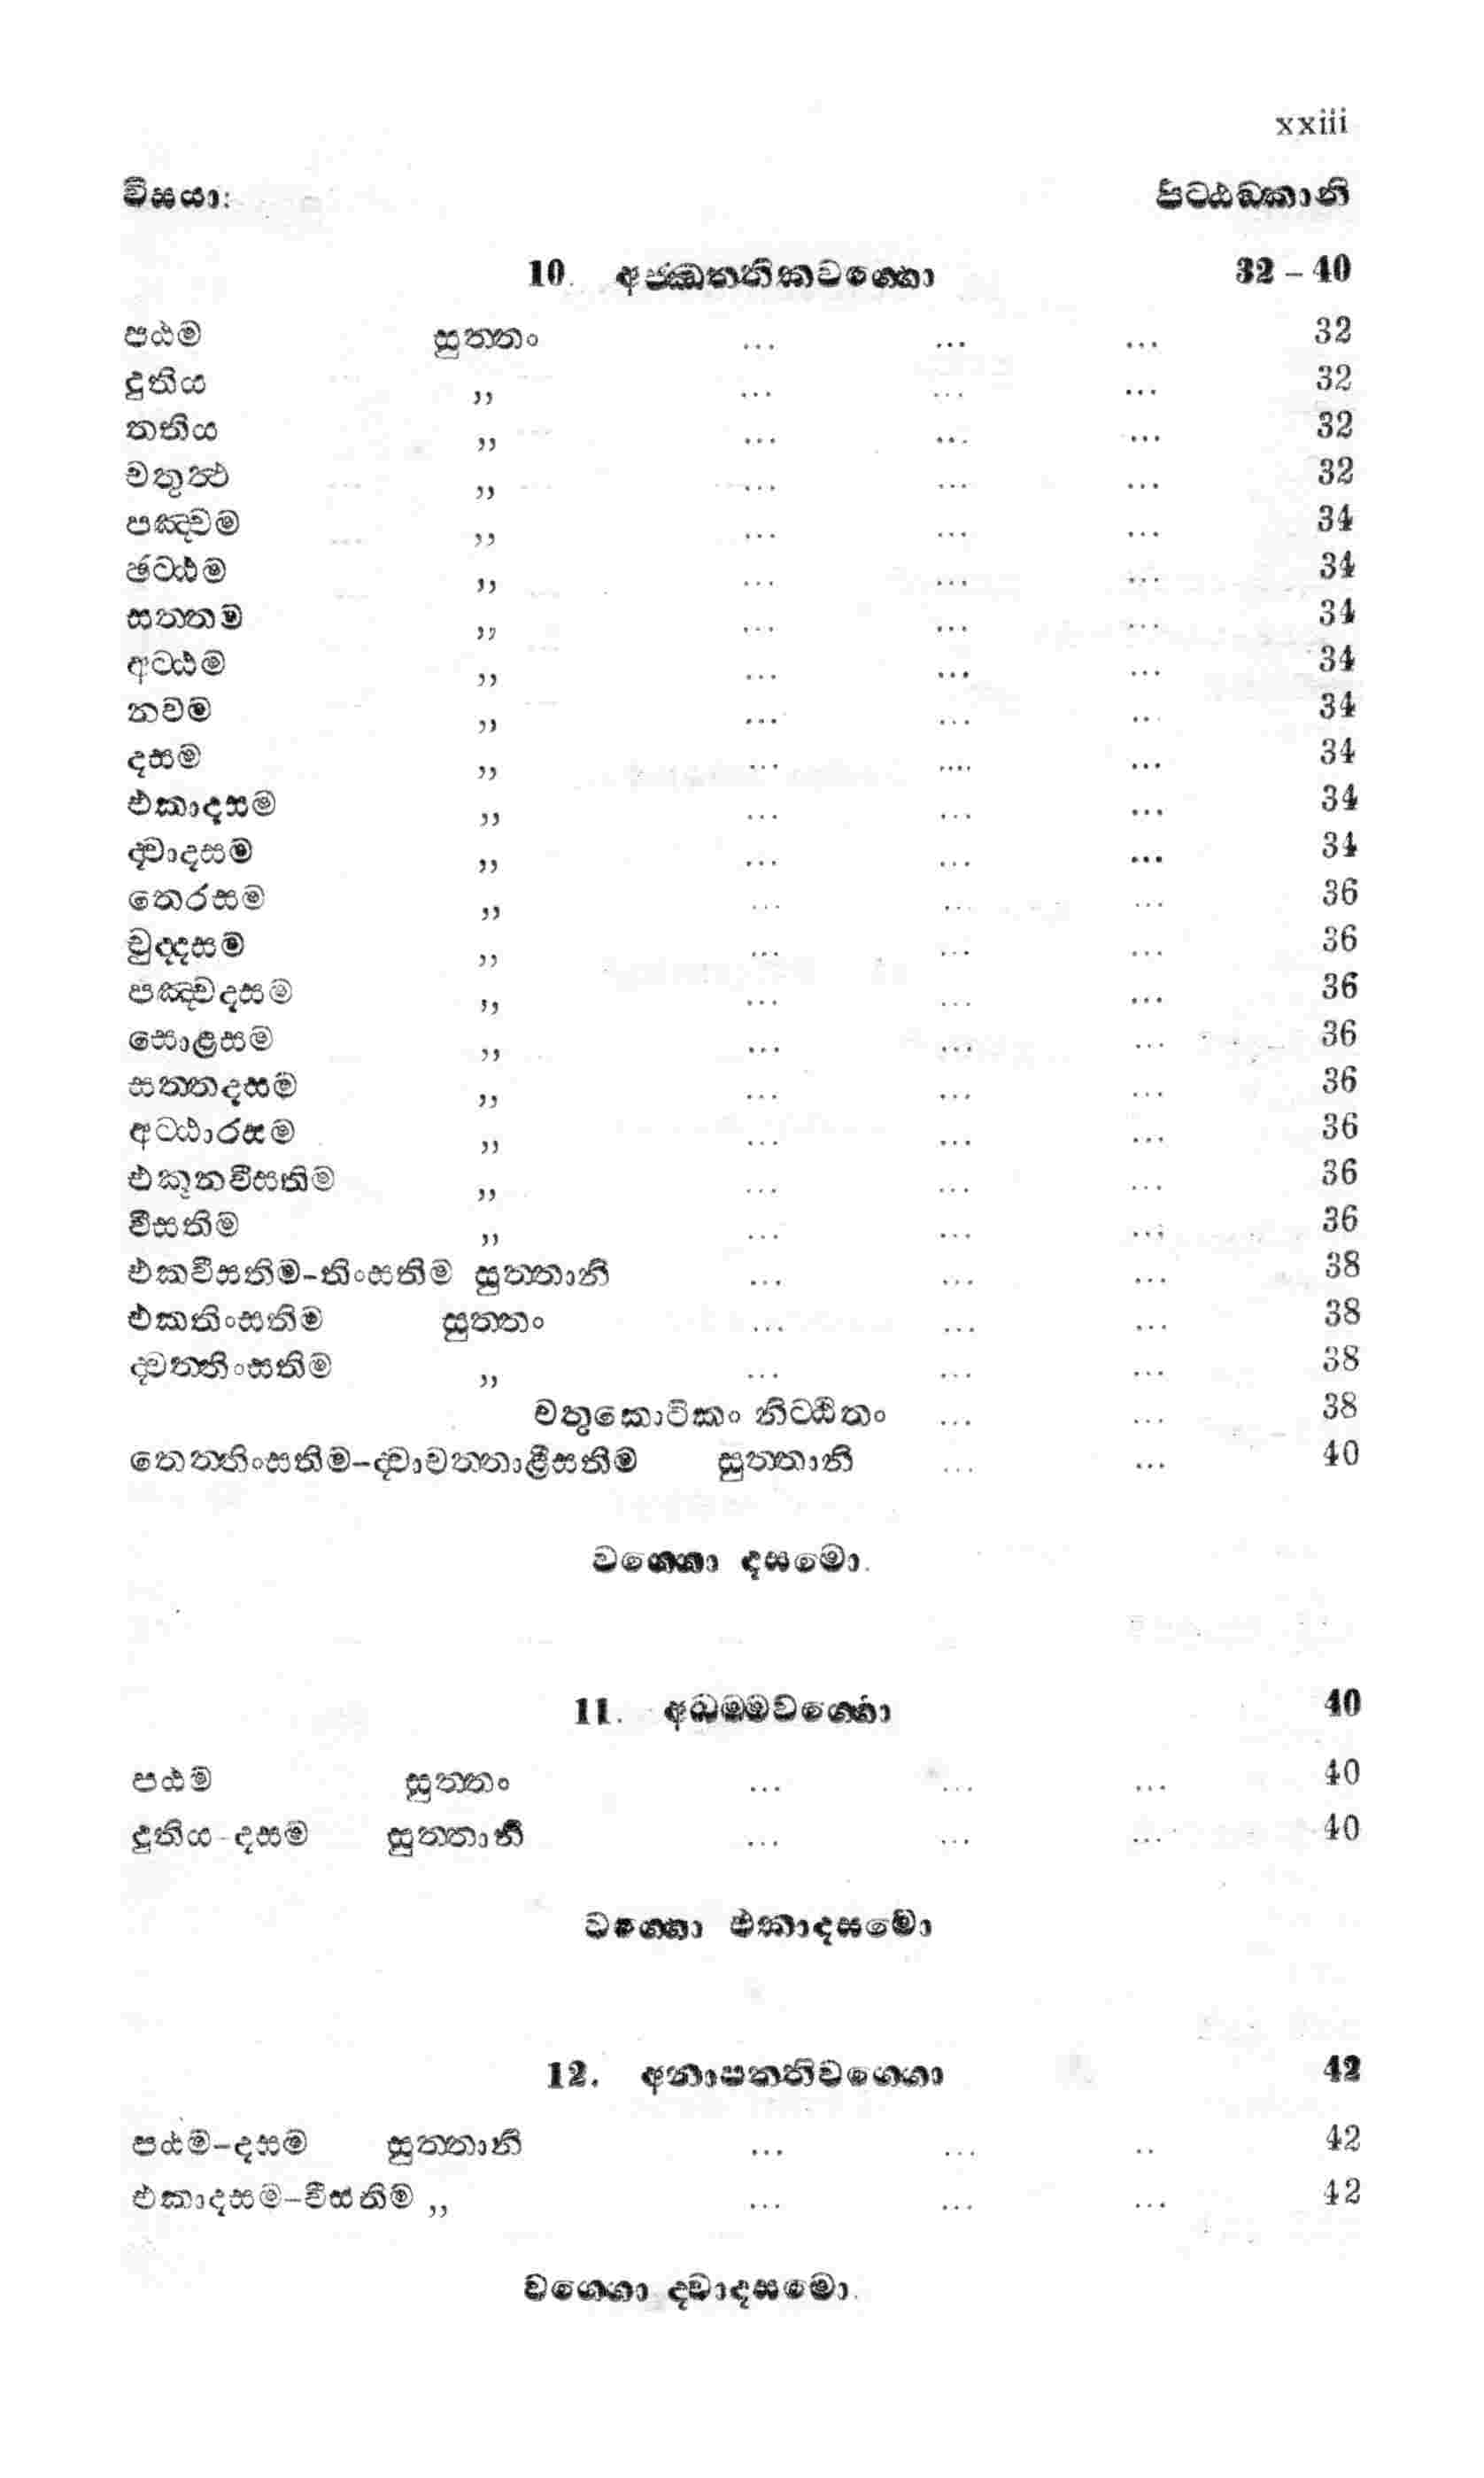 xxiii
විසයා: පිට්ඨඞ්කානි
10. අජ්ඣත්තිකවග්ගො 32 – 40
පඨම සුත්තං ... ... ... 32
දුතිය ,, ... ... ... 32
තතිය ,, ... ... ... 32
චතුත්ථ ,, ... ... ... 32
පඤ්චම ,, ... ... ... 34
ඡට්ඨම ,, ... ... ... 34
සත්තම ,, ... ... ... 34
අට්ඨම ,, ... ... ... 34
නවම ,, ... ... ... 34
දසම ,, ... .... ... 34
එකාදසම ,, ... ... ... 34
ද්වාදසම ,, ... ... ... 34
තෙරසම ,, ... ... ... 36
චුද්දසම ,, ... ... ... 36
පඤ්චදසම ,, ... ... ... 36
සොළසම ,, ... ... ... 36
සත්තදසම ,, ... ... ... 36
අට්ඨාරසම ,, ... ... ... 36
එකූනවීසතිම ,, ... ... ... 36
වීසතිම ,, ... ... ... 36
එකවීසතිම-තිංසතිම සුත්තානි ... ... ... 38
එකතිංසතිම සුත්තං ... ... ... 38
ද්වත්තිංසතිම ,, ... ... ... 38
චතුකොටිකං නිට්ඨිතං ... ... 38
තෙත්තිංසතිම-ද්වාචත්තාළීසතිම සුත්තානි ... ... 40
වග්ගො දසමො.
11. අධම්මවග්ගො 40
පඨම සුත්තං ... ... ... 40
දුතිය-දසම සුත්තානි ... ... ... 40
වග්ගො එකාදසමො
12. අනාපත්තිවග්ගො 42
පඨම-දසම සුත්තානි ... ... .. 42
එකාදසම-වීසතිම ,, ... ... ... 42
වග්ගො ද්වාදසමො.